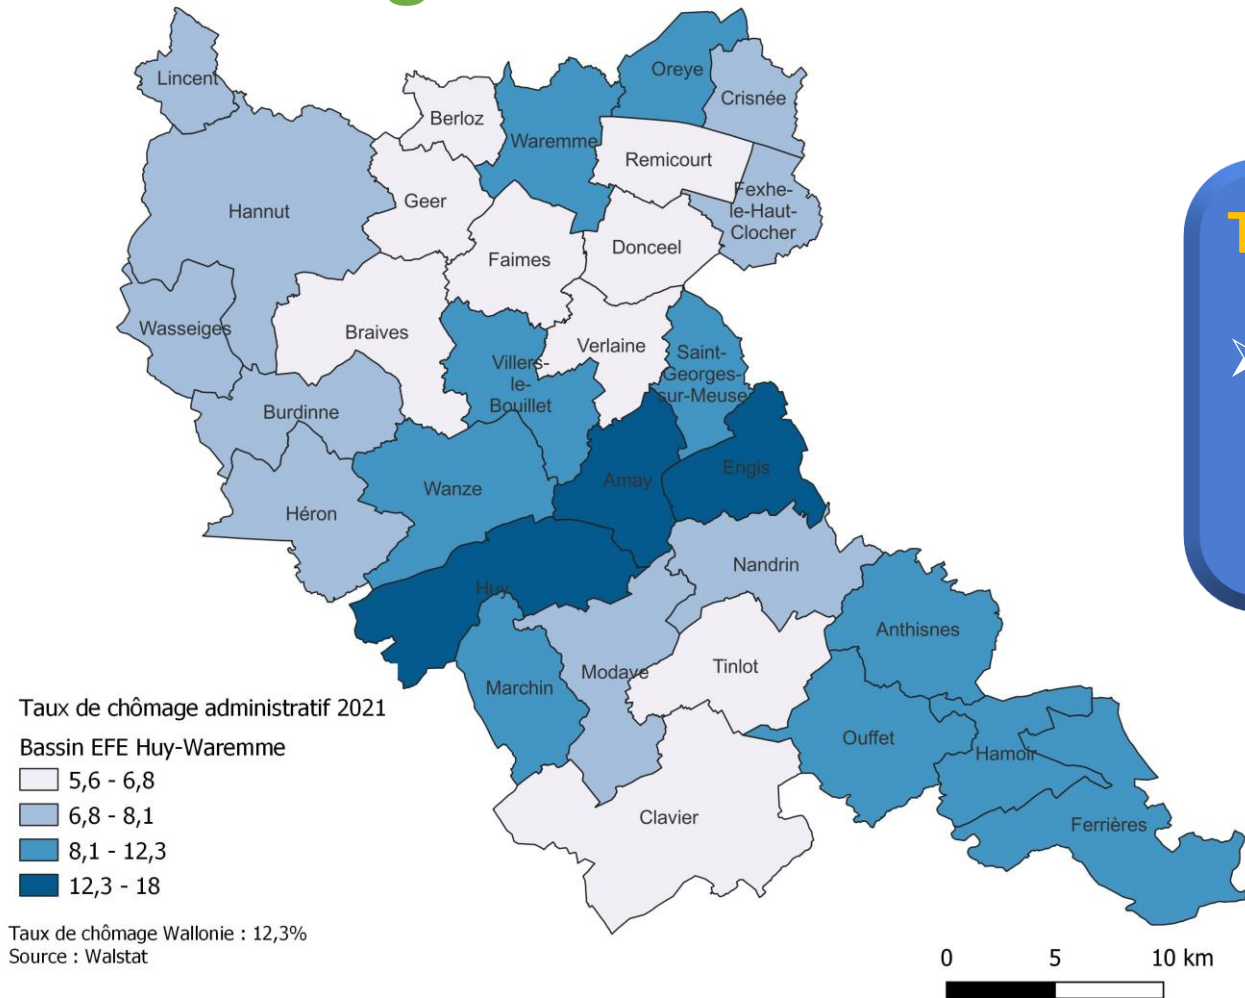 Lincent
Oreye
Crisnée
Berloz
Waremme
Remicourt
Geer
Fexhe-
le-Haut-
Clocher
Hannut
Donceel
Faimes
Wasseiges
Braives
Verlaine
Saint-
Georges-
sur-Meuse
Villers-
le-
Bouillet
Burdinne
Engis
Amay
Wanze
Héron
Nandrin
Huy
Anthisnes
Tinlot
Modave
Marchin
Ouffet
Hamoir
Clavier
Ferrières
Taux de chômage administratif 2021
Bassin EFE Huy-Waremme
5,6 - 6,8
6,8 - 8,1
8,1 - 12,3
12,3 - 18
Taux de chômage Wallonie : 12,3%
Source : Walstat
0 5 10 km